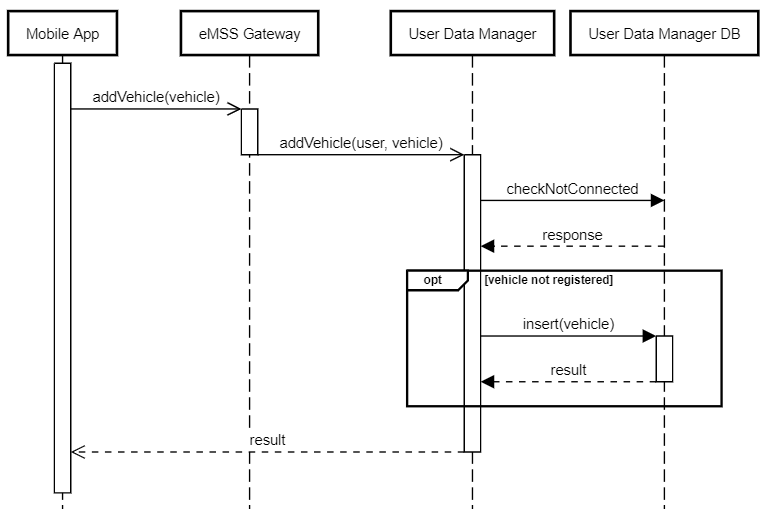 Mobile App
eMSS Gateway
User Data Manager
User Data Manager DB
addVehicle(vehicle)
addVehicle(user, vehicle)
checkNotConnected
response
opt
[vehicle not registered]
insert(vehicle)
result
result